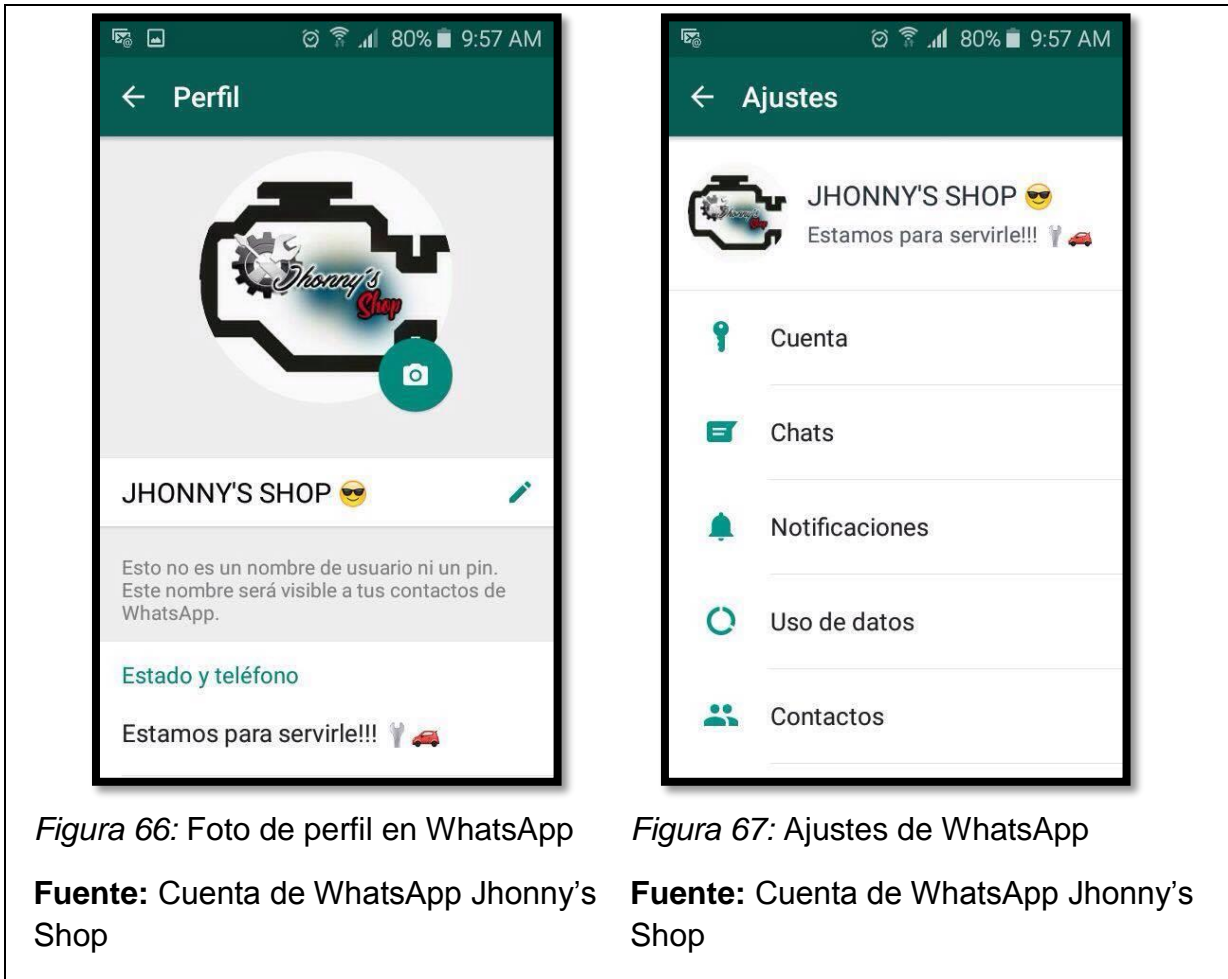 80% 9:57 AM
← Perfil
Jhonny's
Shop
JHONNY'S SHOP 😎
Esto no es un nombre de usuario ni un pin.
Este nombre será visible a tus contactos de
WhatsApp.
Estado y teléfono
Estamos para servirle!!! 🔧🚗
Figura 66: Foto de perfil en WhatsApp
Fuente: Cuenta de WhatsApp Jhonny’s
Shop
80% 9:57 AM
← Ajustes
Jhonny's
JHONNY'S SHOP 😎
Estamos para servirle!!! 🔧🚗
Cuenta
Chats
Notificaciones
Uso de datos
Contactos
Figura 67: Ajustes de WhatsApp
Fuente: Cuenta de WhatsApp Jhonny’s
Shop